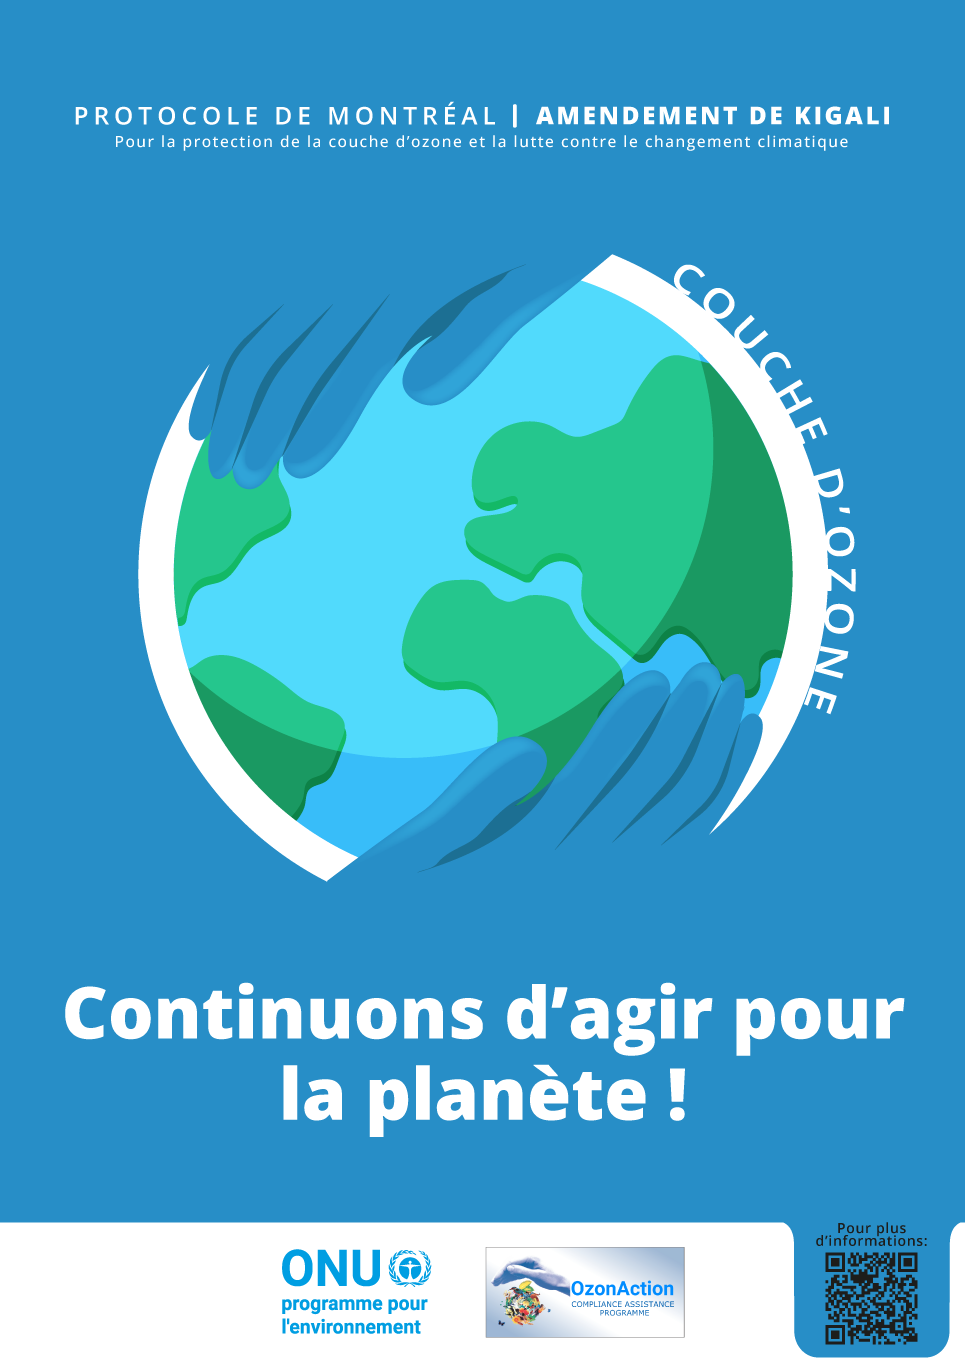 PROTOCOLE DE MONTRÉAL | AMENDEMENT DE KIGALI
Pour la protection de la couche d’ozone et la lutte contre le changement climatique
COUCHE D’OZONE
Continuons d’agir pour
la planète !
ONU
programme pour
l'environnement
OzonAction
COMPLIANCE ASSISTANCE
PROGRAMME
Pour plus
d’informations: